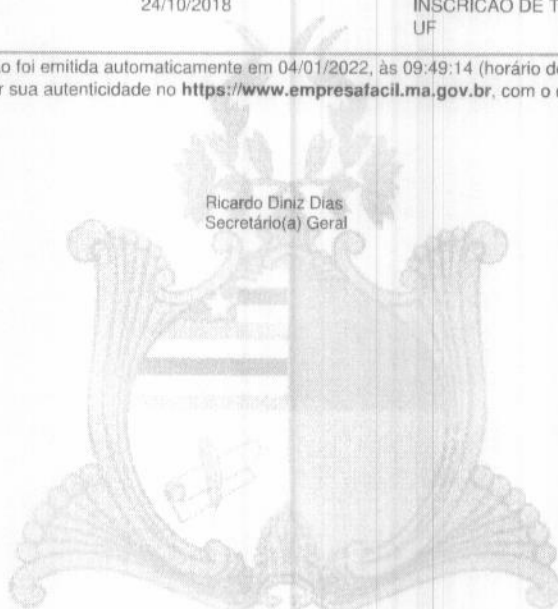 24/10/2018 INSCRICAO DE T
UF
o foi emitida automaticamente em 04/01/2022, às 09:49:14 (horário de
r sua autenticidade no https://www.empresafacil.ma.gov.br, com o
Ricardo Diniz Dias
Secretário(a) Geral